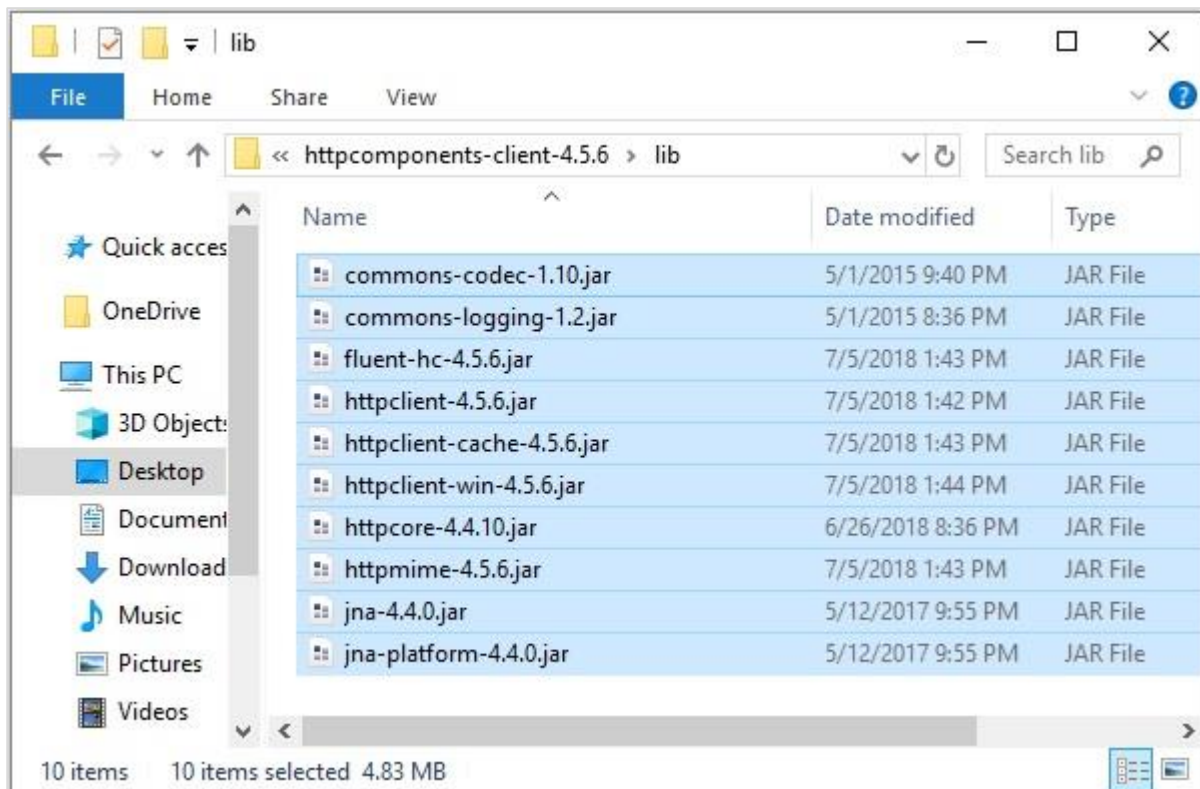 lib
File Home Share View
« httpcomponents-client-4.5.6 > lib Search lib
Name Date modified Type
Quick acces
OneDrive
This PC
3D Object
Desktop
Document
Download
Music
Pictures
Videos
commons-codec-1.10.jar 5/1/2015 9:40 PM JAR File
commons-logging-1.2.jar 5/1/2015 8:36 PM JAR File
fluent-hc-4.5.6.jar 7/5/2018 1:43 PM JAR File
httpclient-4.5.6.jar 7/5/2018 1:42 PM JAR File
httpclient-cache-4.5.6.jar 7/5/2018 1:43 PM JAR File
httpclient-win-4.5.6.jar 7/5/2018 1:44 PM JAR File
httpcore-4.4.10.jar 6/26/2018 8:36 PM JAR File
httpmime-4.5.6.jar 7/5/2018 1:43 PM JAR File
jna-4.4.0.jar 5/12/2017 9:55 PM JAR File
jna-platform-4.4.0.jar 5/12/2017 9:55 PM JAR File
10 items 10 items selected 4.83 MB